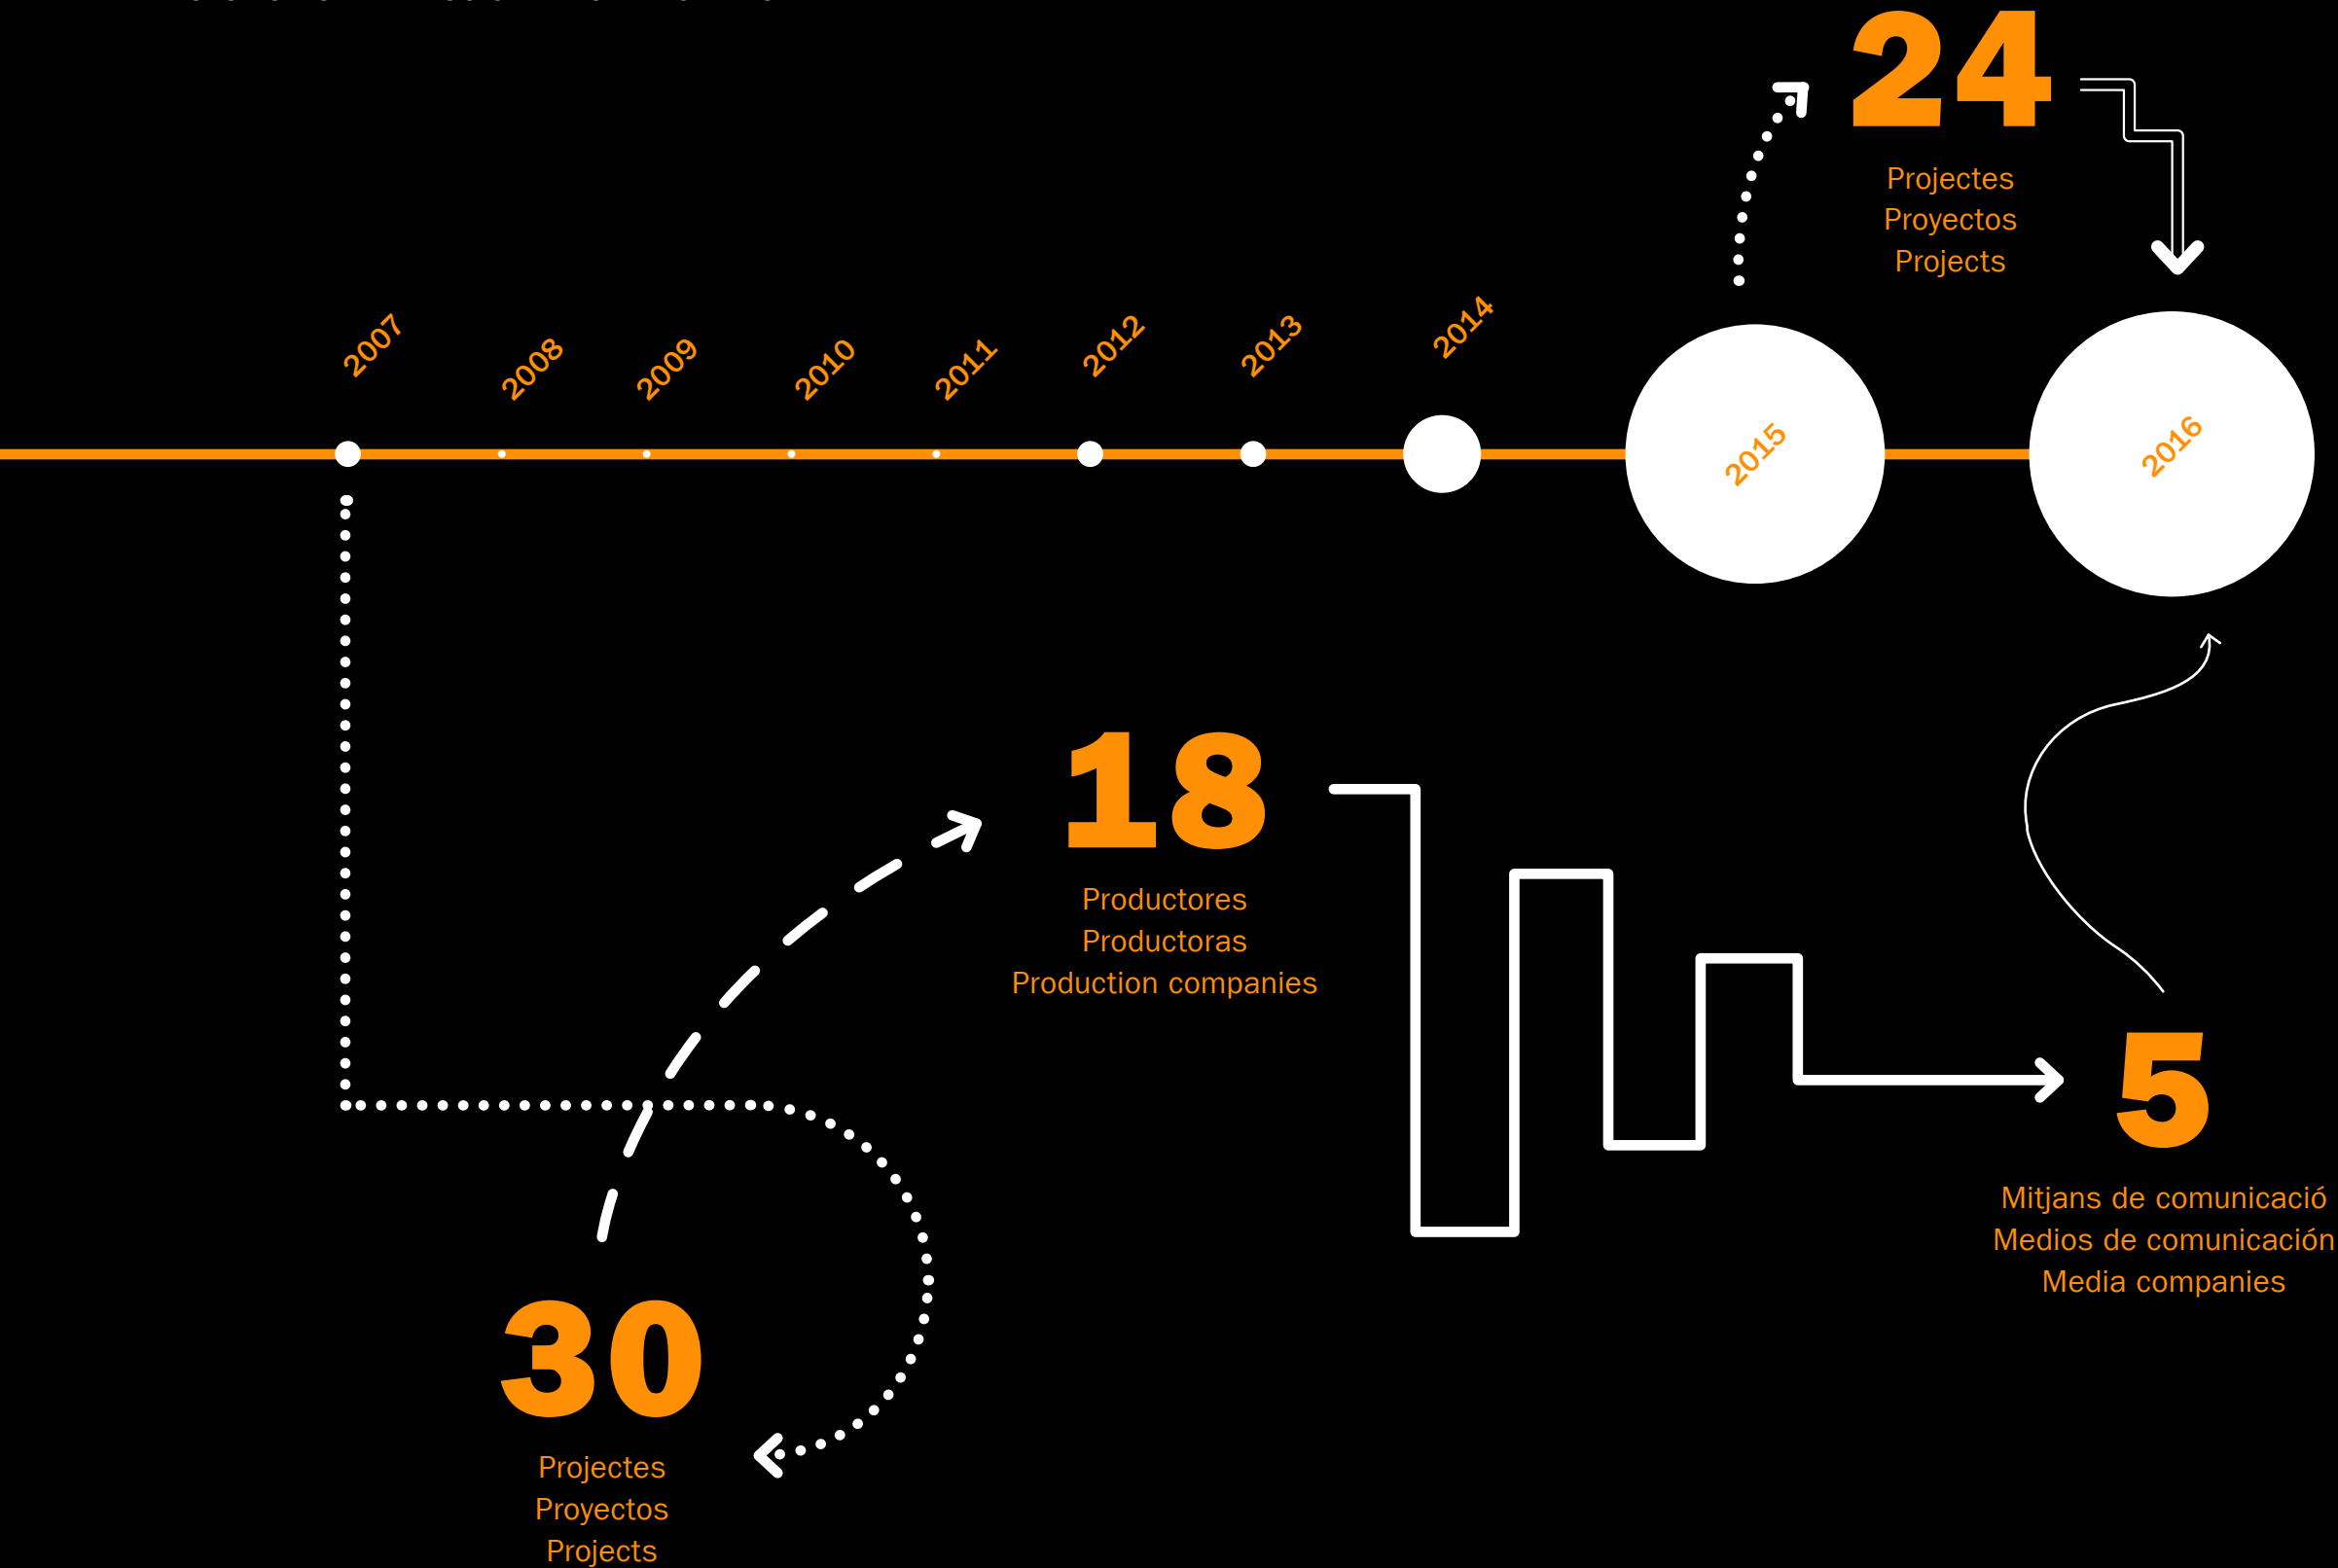 24
Projectes
Proyectos
Projects
2007
2008
2009
2010
2011
2012
2013
2014
2015
2016
18
Productores
Productoras
Production companies
5
Mitjans de comunicació
Medios de comunicación
Media companies
30
Projectes
Proyectos
Projects